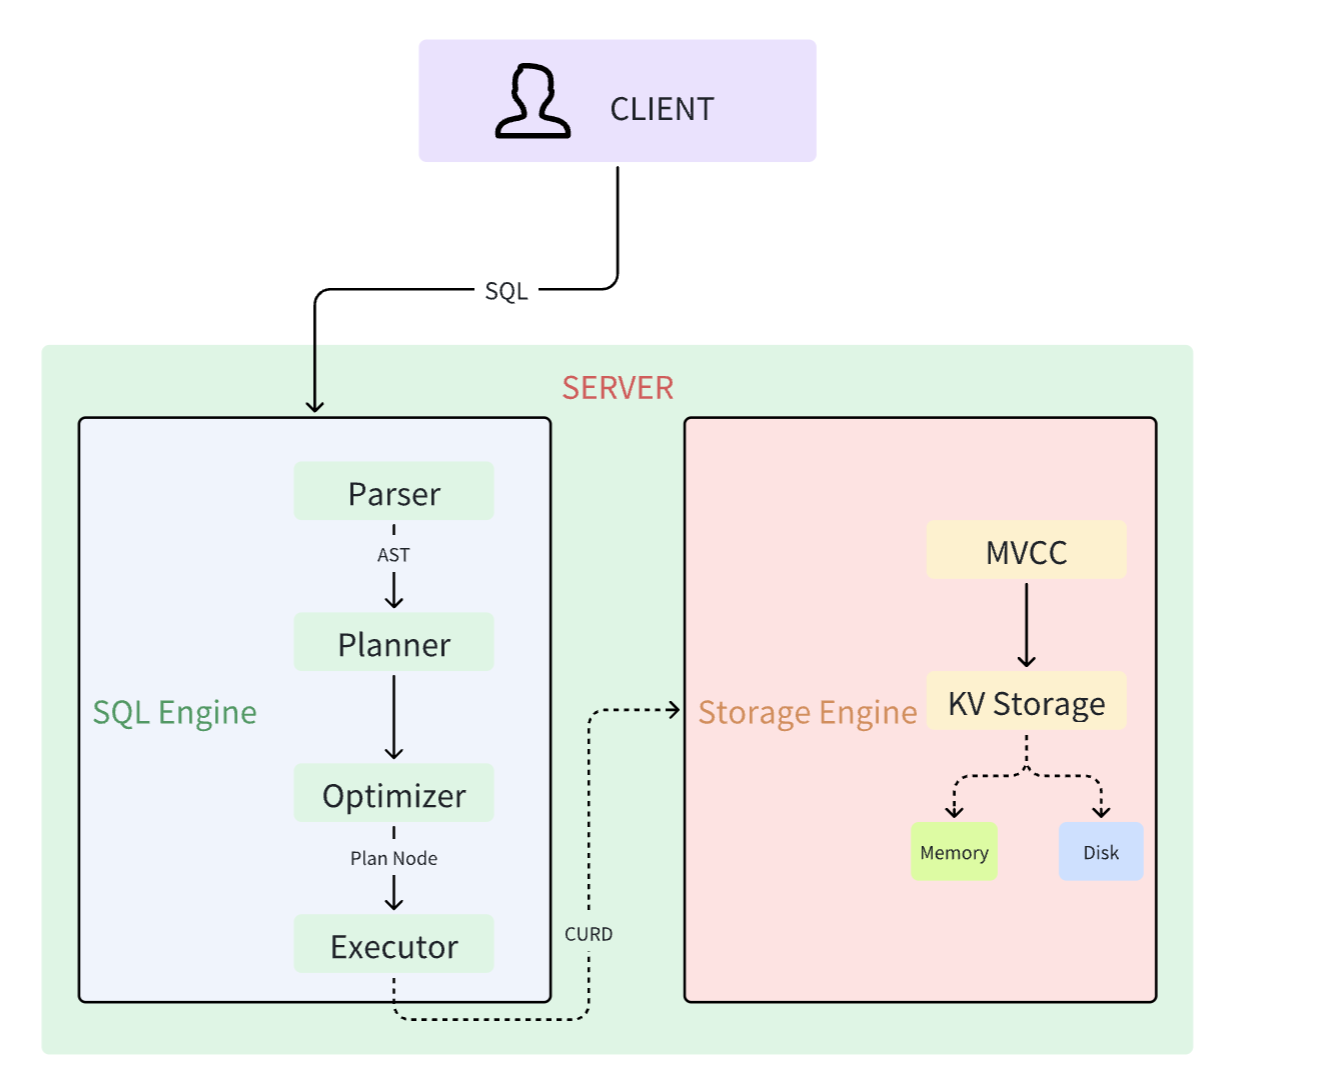 CLIENT
SQL
SERVER
Parser
AST
Planner
SQL Engine
Optimizer
Plan Node
Executor
CURD
MVCC
Storage Engine
KV Storage
Memory
Disk